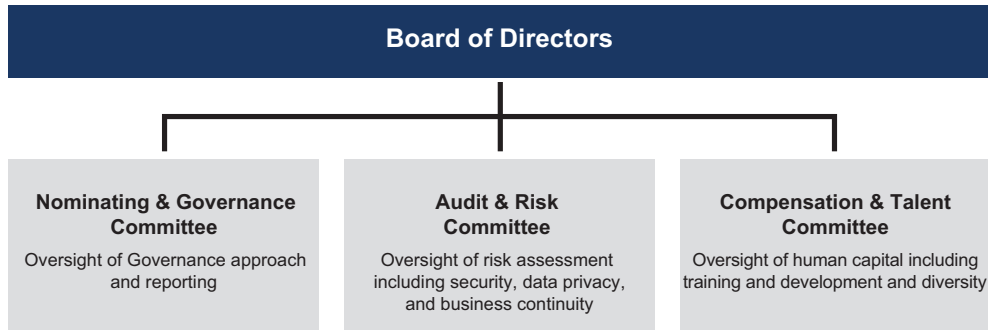 Board of Directors
Nominating & Governance
Committee
Oversight of Governance approach
and reporting
Audit & Risk
Committee
Oversight of risk assessment
including security, data privacy,
and business continuity
Compensation & Talent
Committee
Oversight of human capital including
training and development and diversity